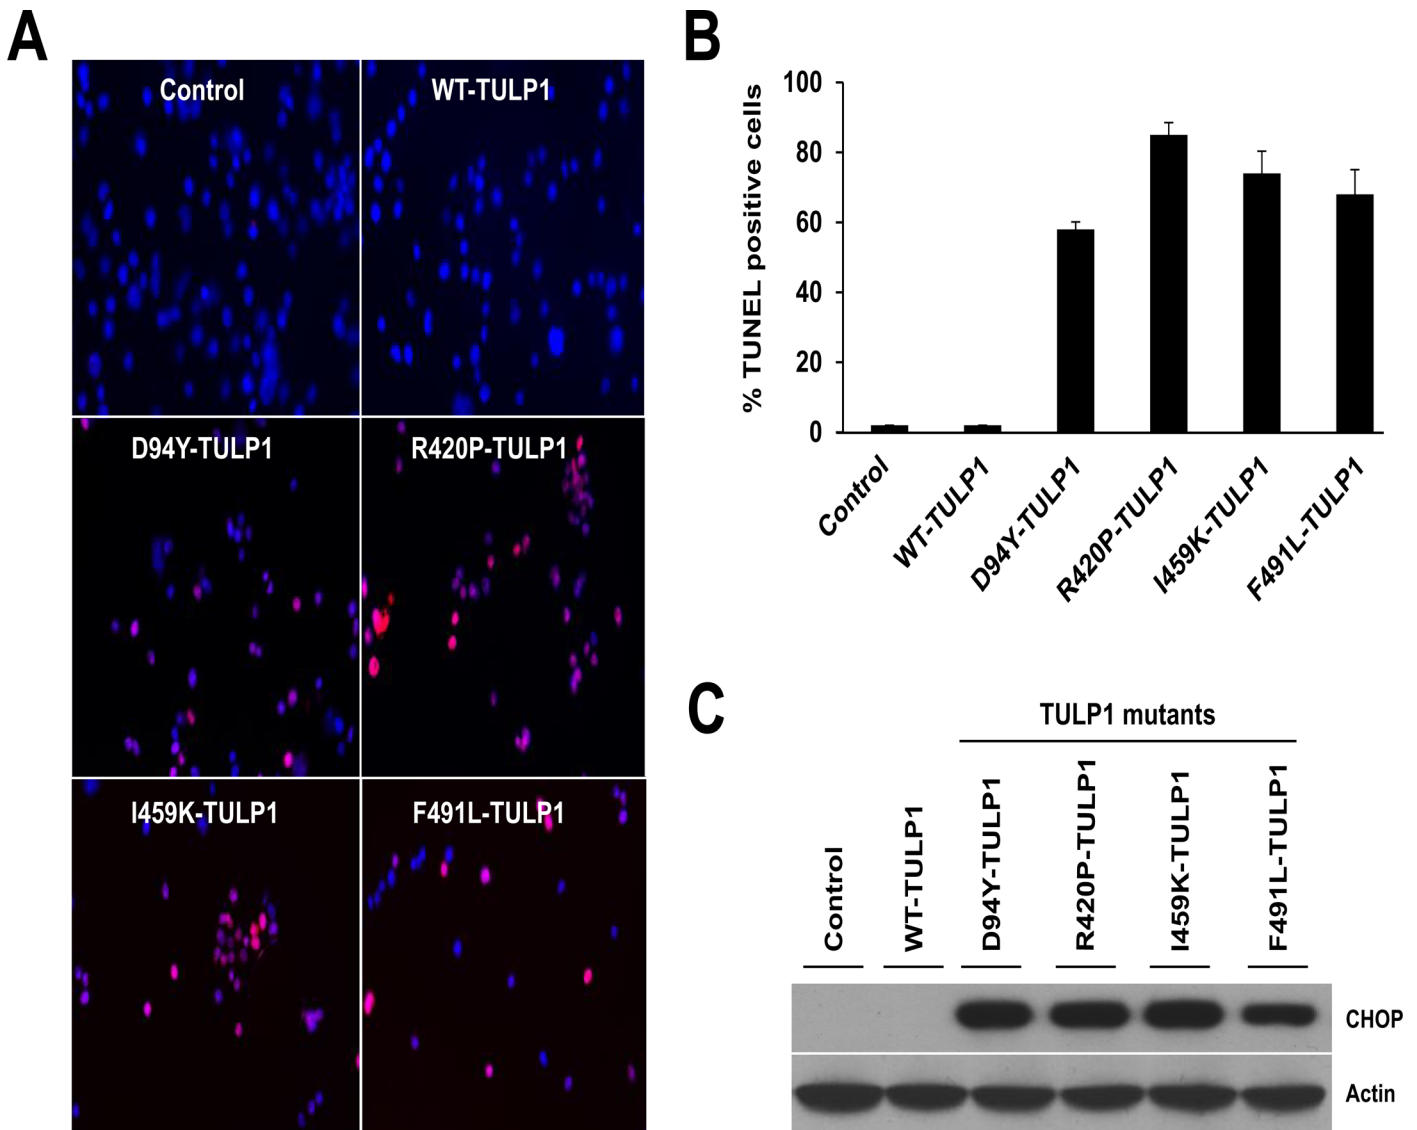 A
Control
WT-TULP1
D94Y-TULP1
R420P-TULP1
I459K-TULP1
F491L-TULP1
B
% TUNEL positive cells
100
80
60
40
20
0
Control
WT-TULP1
D94Y-TULP1
R420P-TULP1
I459K-TULP1
F491L-TULP1
C
TULP1 mutants
Control
WT-TULP1
D94Y-TULP1
R420P-TULP1
I459K-TULP1
F491L-TULP1
CHOP
Actin